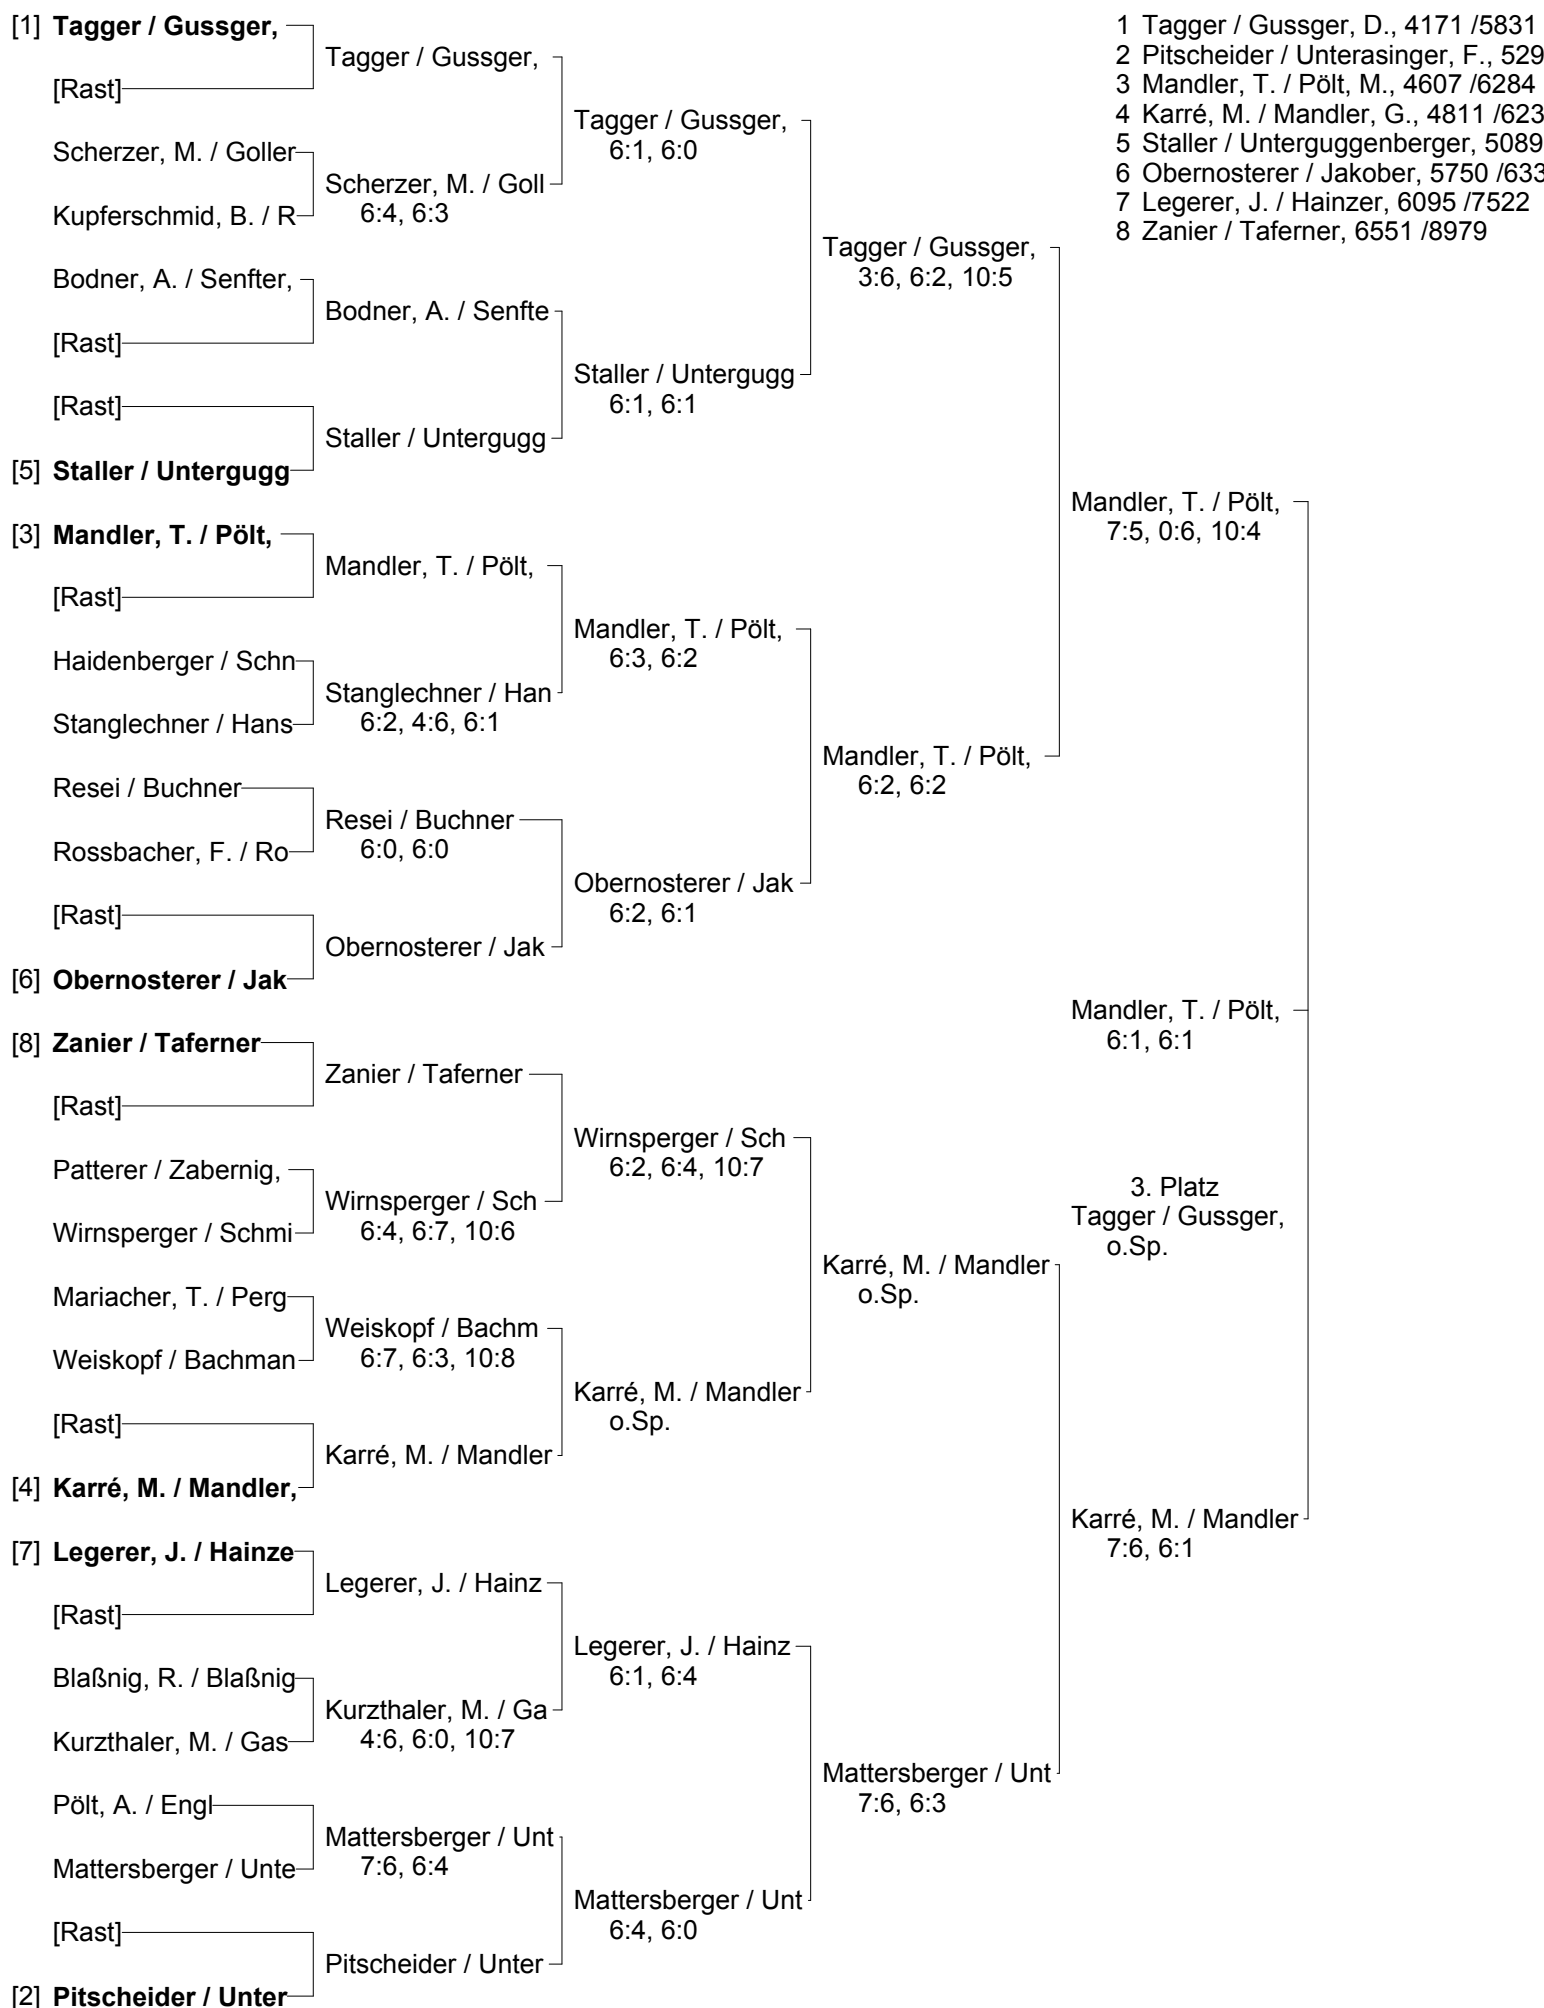 [1] Tagger / Gussger,
[Rast]
Scherzer, M. / Goller
Kupferschmid, B. / R
Bodner, A. / Senfter,
[Rast]
[Rast]
[5] Staller / Untergugg
[3] Mandler, T. / Pölt,
[Rast]
Haidenberger / Schn
Stanglechner / Hans
Resei / Buchner
Rossbacher, F. / Ro
[Rast]
[6] Obernosterer / Jak
[8] Zanier / Taferner
[Rast]
Patterer / Zabernig,
Wirnsperger / Schmi
Mariacher, T. / Perg
Weiskopf / Bachman
[Rast]
[4] Karré, M. / Mandler,
[7] Legerer, J. / Hainze
[Rast]
Blaßnig, R. / Blaßnig
Kurzthaler, M. / Gas
Pölt, A. / Engl
Mattersberger / Unte
[Rast]
[2] Pitscheider / Unter
Tagger / Gussger,
Scherzer, M. / Goll
6:4, 6:3
Bodner, A. / Senfte
Staller / Untergugg
Mandler, T. / Pölt,
Stanglechner / Han
6:2, 4:6, 6:1
Resei / Buchner
6:0, 6:0
Obernosterer / Jak
Zanier / Taferner
Wirnsperger / Sch
6:4, 6:7, 10:6
Weiskopf / Bachm
6:7, 6:3, 10:8
Karré, M. / Mandler
Legerer, J. / Hainz
Kurzthaler, M. / Ga
4:6, 6:0, 10:7
Mattersberger / Unt
7:6, 6:4
Pitscheider / Unter
Tagger / Gussger,
6:1, 6:0
Staller / Untergugg
6:1, 6:1
Mandler, T. / Pölt,
6:3, 6:2
Obernosterer / Jak
6:2, 6:1
Wirnsperger / Sch
6:2, 6:4, 10:7
Karré, M. / Mandler
o.Sp.
Legerer, J. / Hainz
6:1, 6:4
Mattersberger / Unt
6:4, 6:0
Tagger / Gussger,
3:6, 6:2, 10:5
Mandler, T. / Pölt,
6:2, 6:2
Karré, M. / Mandler
o.Sp.
Mattersberger / Unt
7:6, 6:3
Mandler, T. / Pölt,
7:5, 0:6, 10:4
Mandler, T. / Pölt,
6:1, 6:1
3. Platz
Tagger / Gussger,
o.Sp.
Karré, M. / Mandler
7:6, 6:1
1 Tagger / Gussger, D., 4171 /5831
2 Pitscheider / Unterasinger, F., 529
3 Mandler, T. / Pölt, M., 4607 /6284
4 Karré, M. / Mandler, G., 4811 /623
5 Staller / Unterguggenberger, 5089
6 Obernosterer / Jakober, 5750 /633
7 Legerer, J. / Hainzer, 6095 /7522
8 Zanier / Taferner, 6551 /8979